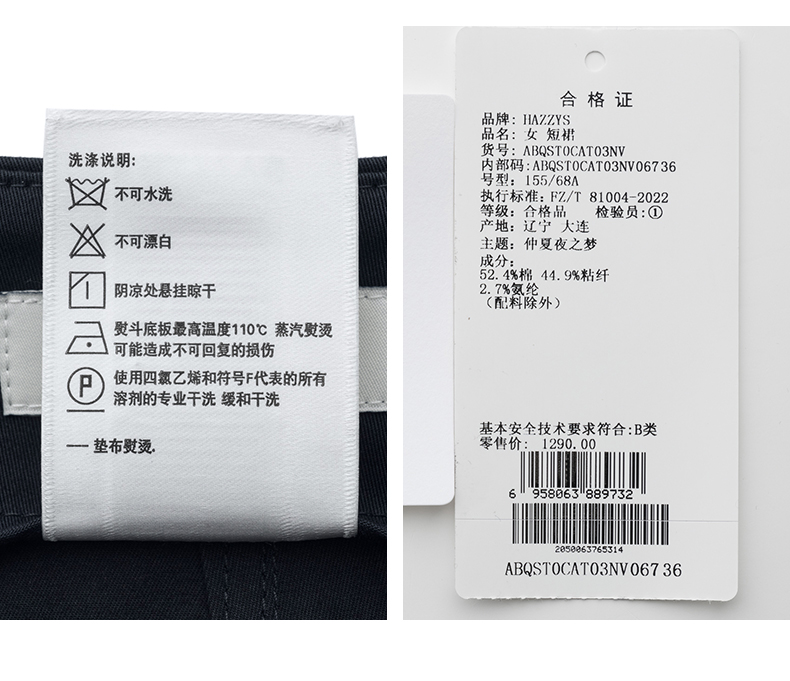 洗涤说明:
不可水洗
不可漂白
阴凉处悬挂晾干
熨斗底板最高温度110℃ 蒸汽熨烫
可能造成不可回复的损伤
P
使用四氯乙烯和符号F代表的所有
溶剂的专业干洗 缓和干洗
— 垫布熨烫.
合格证
品牌: HAZZYS
品名: 女 短裙
货号: ABQST0CAT03NV
内部码:ABQST0CAT03NV06736
号型: 155/68A
执行标准: FZ/T 81004-2022
等级: 合格品 检验员:①
产地: 辽宁 大连
主题: 仲夏夜之梦
成分:
52.4%棉 44.9%粘纤
2.7%氨纶
(配料除外)
基本安全技术要求符合:B类
零售价: 1290.00
6 958063 889732
2050063765314
ABQST0CAT03NV06736